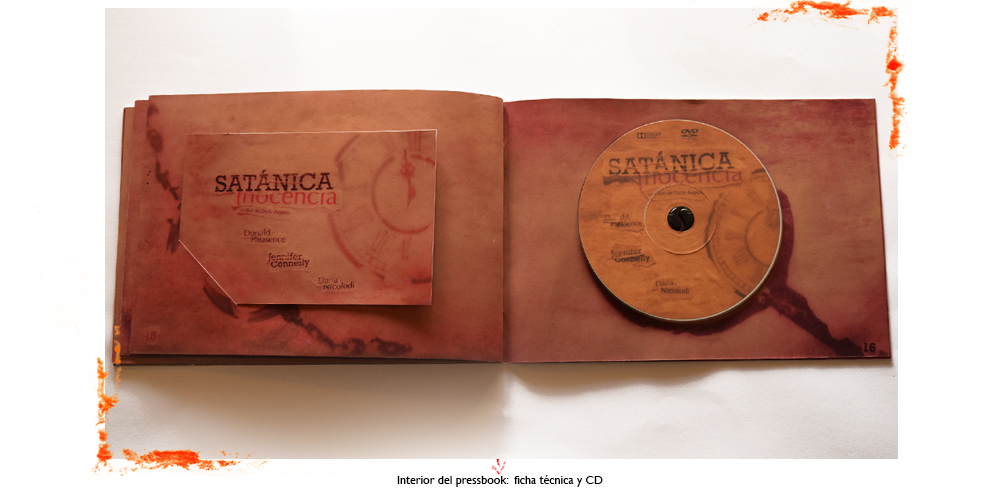 SATÁNICA
Inocencia
un film de Dario Argento
Donald
Pleasence
Jennifer
Connelly
Daria
Nicolodi
15
DVD
SATÁNICA
Inocencia
un film de Dario Argento
Donald
Pleasence
Jennifer
Connelly
Daria
Nicolodi
16
Interior del pressbook: ficha técnica y CD